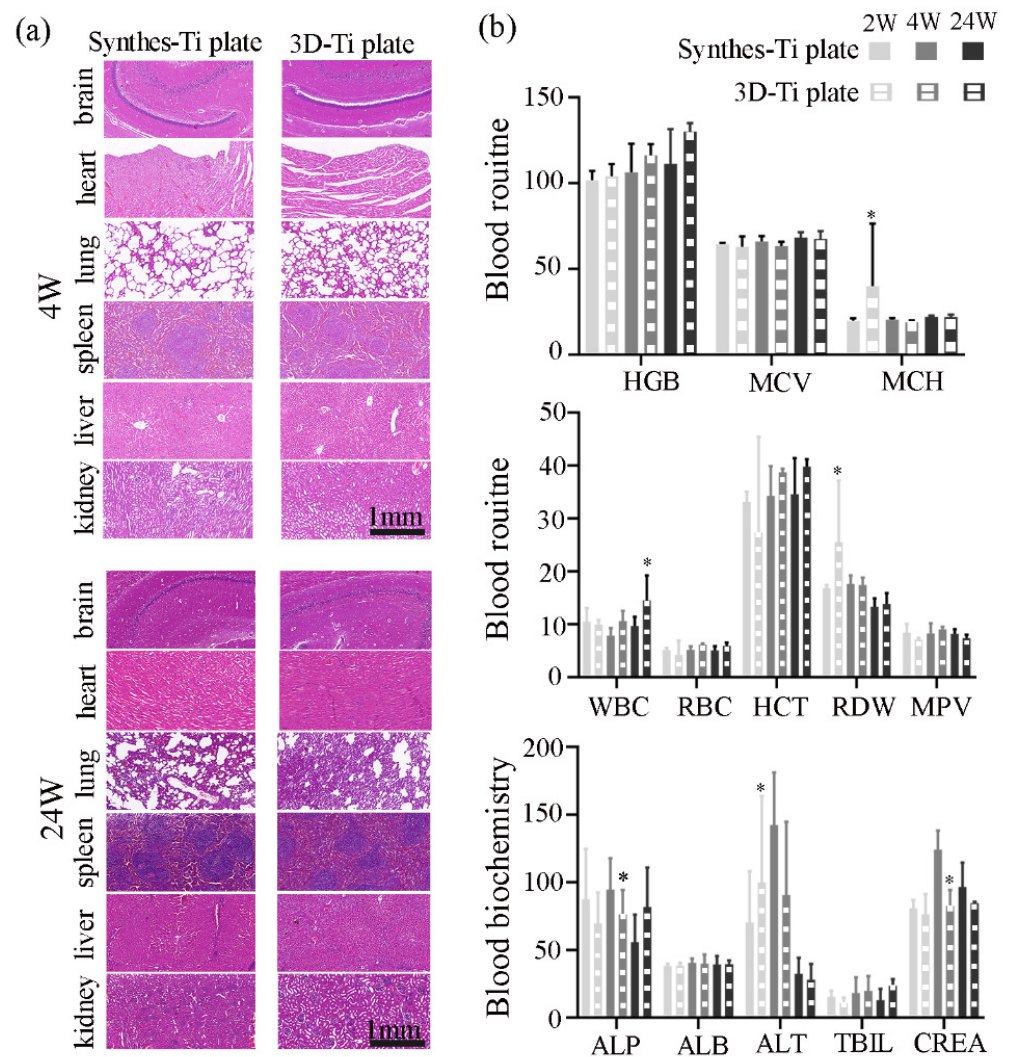 (a)
Synthes-Ti plate 3D-Ti plate
4W
brain
heart
lung
spleen
liver
kidney
1mm
24W
brain
heart
lung
spleen
liver
kidney
1mm
(b)
2W 4W 24W
Synthes-Ti plate
3D-Ti plate
Blood rouitne
150
100
50
0
HGB MCV MCH
*
Blood rouitne
50
40
30
20
10
0
WBC RBC HCT RDW MPV
*
*
Blood biochemistry
200
150
100
50
0
ALP ALB ALT TBIL CREA
*
*
*